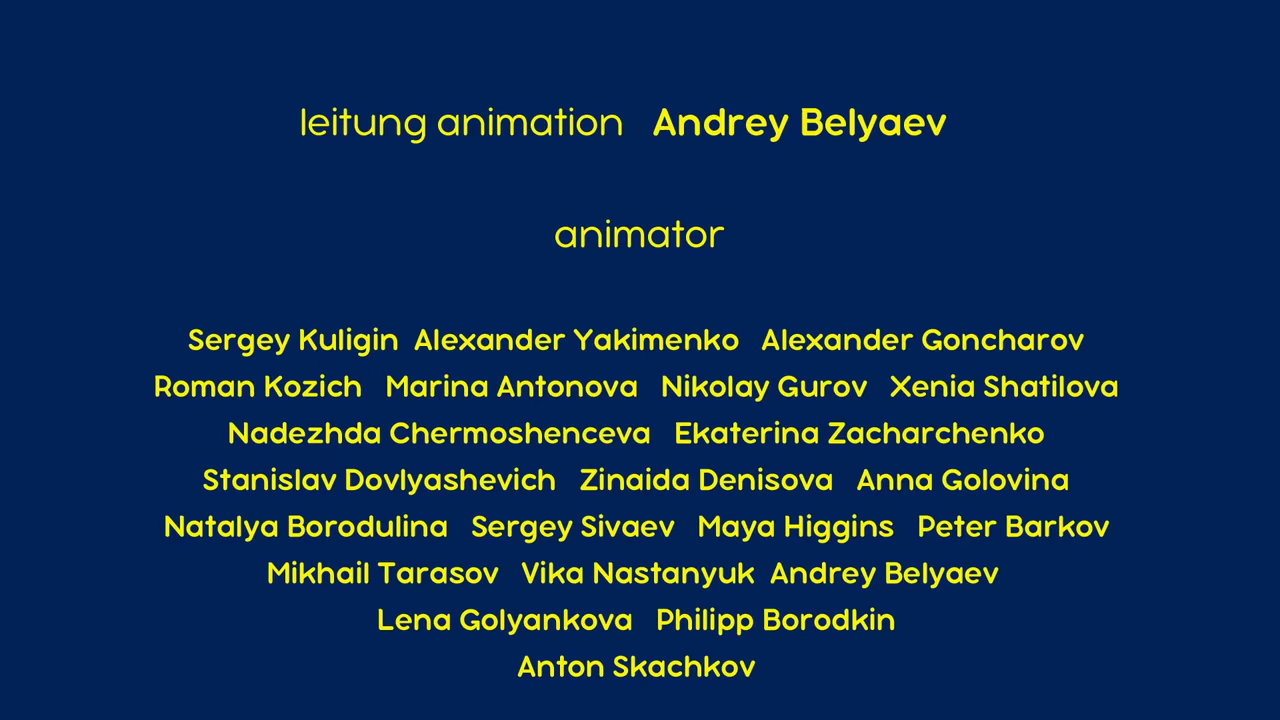 leitung animation Andrey Belyaev
animator
Sergey Kuligin Alexander Yakimenko Alexander Goncharov
Roman Kozich Marina Antonova Nikolay Gurov Xenia Shatilova
Nadezhda Chermoshenceva Ekaterina Zacharchenko
Stanislav Dovlyashevich Zinaida Denisova Anna Golovina
Natalya Borodulina Sergey Sivaev Maya Higgins Peter Barkov
Mikhail Tarasov Vika Nastanyuk Andrey Belyaev
Lena Golyankova Philipp Borodkin
Anton Skachkov